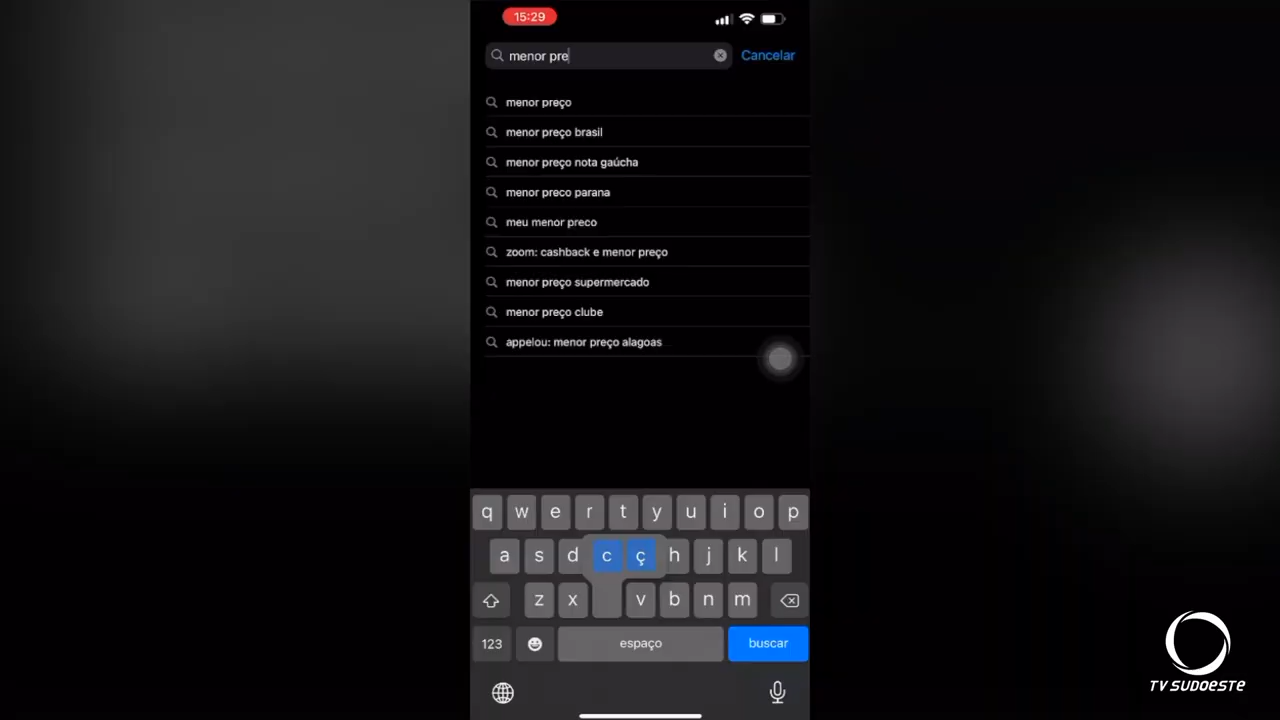 15:29
menor pre
Cancelar
menor preço
menor preço brasil
menor preço nota gaúcha
menor preco parana
meu menor preco
zoom: cashback e menor preço
menor preço supermercado
menor preço clube
appelou: menor preço alagoas
q w e r t y u i o p
a s d c ç h j k l
z x v b n m
123 espaço buscar
TV SUDOESTE